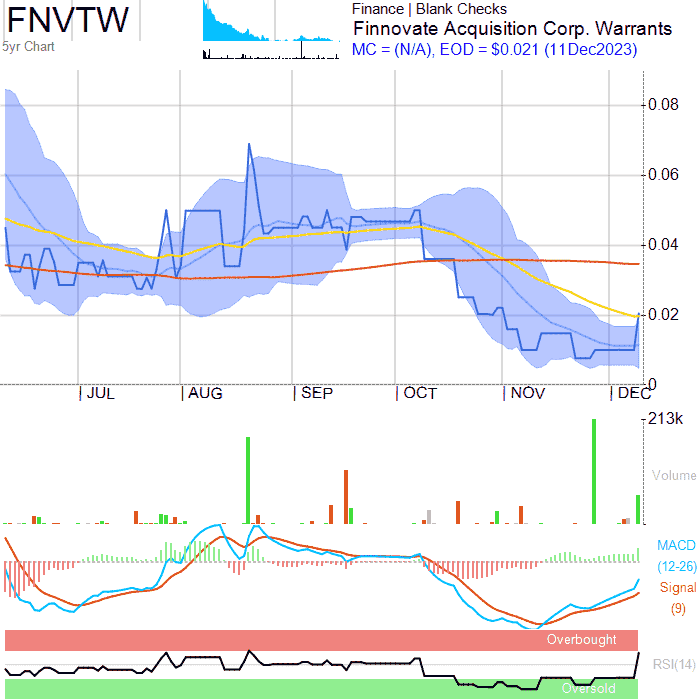 FNVTW
5yr Chart
Finance | Blank Checks
Finnovate Acquisition Corp. Warrants
MC = (N/A), EOD = $0.021 (11Dec2023)
0.08
0.06
0.04
0.02
0
JUL
AUG
SEP
OCT
NOV
DEC
213k
Volume
MACD
(12-26)
Signal
(9)
Overbought
RSI(14)
Oversold